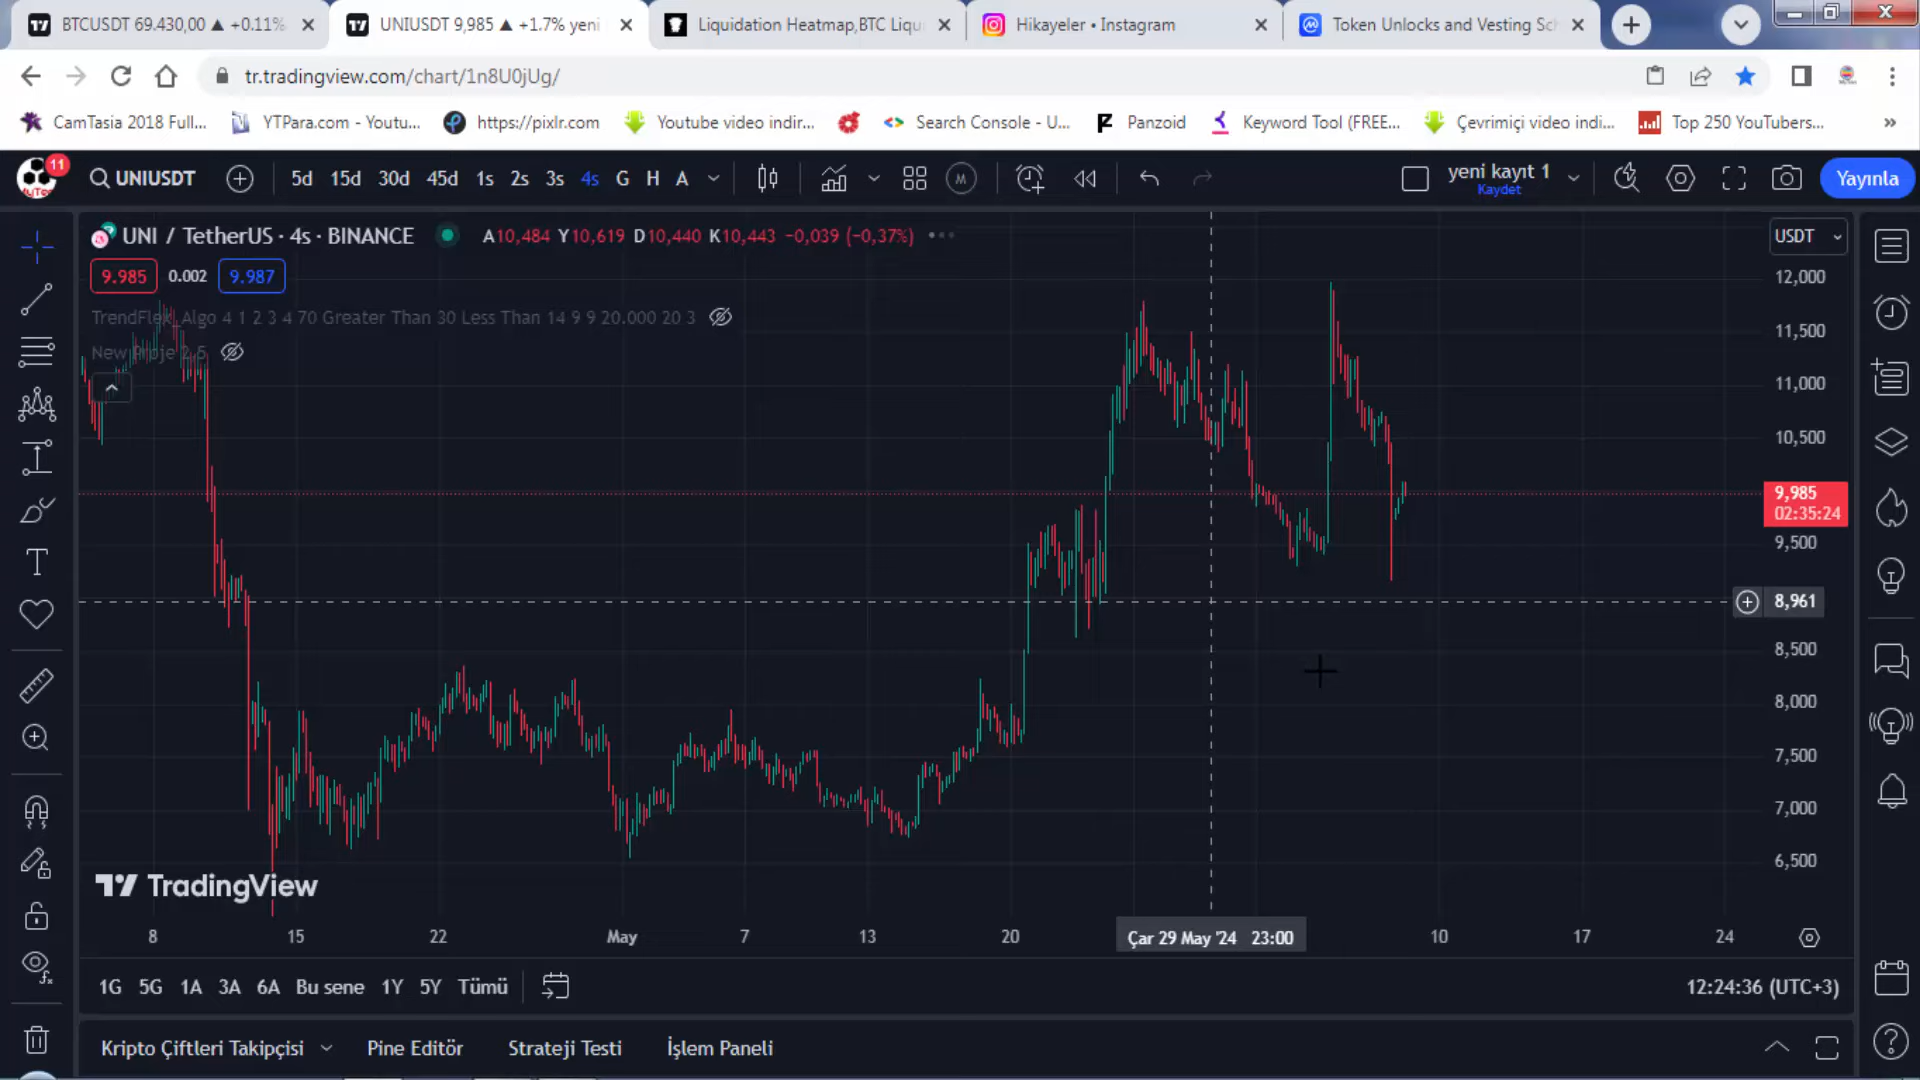 BTCUSDT 69.430,00 ▲ +0.11%
UNIUSDT 9,985 ▲ +1.7% yeni
Liquidation Heatmap,BTC Liqu
Hikayeler • Instagram
Token Unlocks and Vesting Sch
tr.tradingview.com/chart/1n8U0jUg/
CamTasia 2018 Full...
YTPara.com - Youtu...
https://pixlr.com
Youtube video indir...
Search Console - U...
Panzoid
Keyword Tool (FREE...
Çevrimiçi video indi...
Top 250 YouTubers...
»
11
UNIUSDT
5d 15d 30d 45d 1s 2s 3s 4s G H A
M
yeni kayıt 1
Kaydet
Yayınla
UNI / TetherUS · 4s · BINANCE
A10,484 Y10,619 D10,440 K10,443 −0,039 (−0,37%)
USDT
9.985 0.002 9.987
TrendFlex Algo 4 1 2 3 4 70 Greater Than 30 Less Than 14 9 9 20.000 20 3
New Proje 2 5
12,000
11,500
11,000
10,500
9,985
02:35:24
9,500
8,961
8,500
8,000
7,500
7,000
6,500
TradingView
8 15 22 May 7 13 20 Çar 29 May '24 23:00 10 17 24
1G 5G 1A 3A 6A Bu sene 1Y 5Y Tümü
12:24:36 (UTC+3)
Kripto Çiftleri Takipçisi
Pine Editör
Strateji Testi
İşlem Paneli